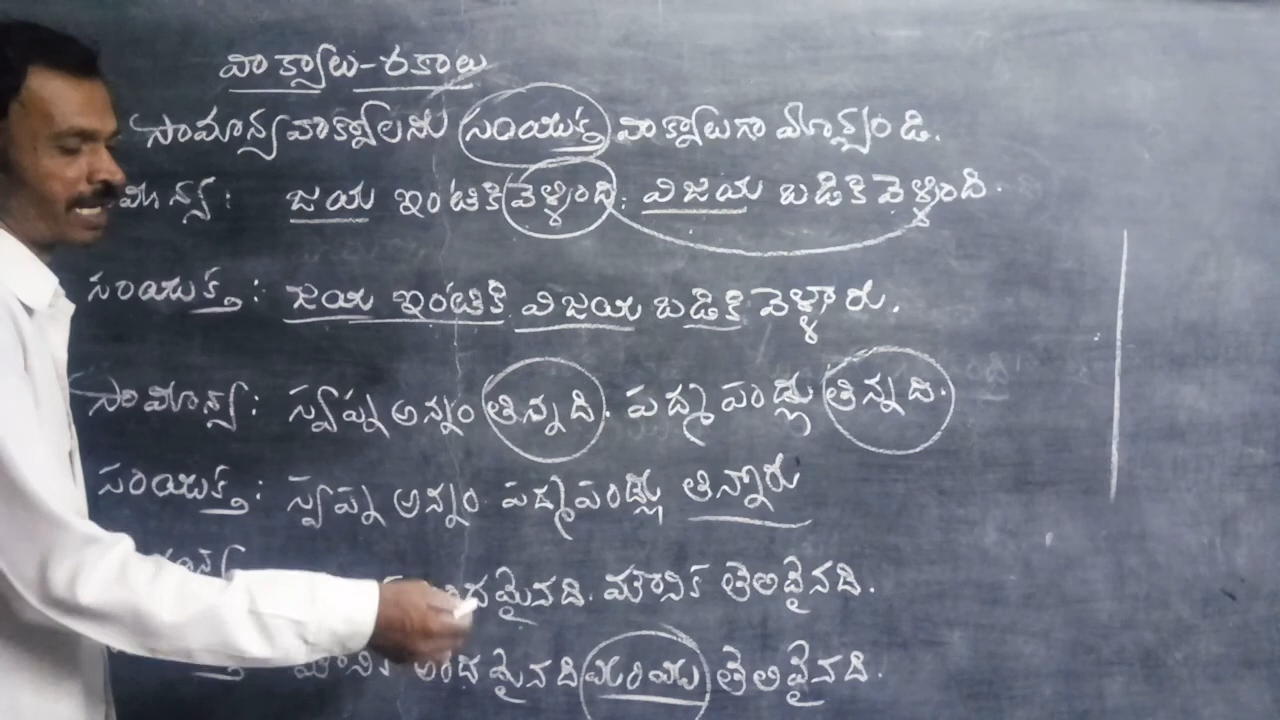 వాక్యాలు-రకాలు
సామాన్య వాక్యాలను సంయుక్త వాక్యాలుగా మార్చండి.
జయ ఇంటికి వెళ్ళింది. విజయ బడికి వెళ్ళింది.
సంయుక్త: జయ ఇంటికి విజయ బడికి వెళ్ళారు.
సామాన్య: స్వప్న అన్నం తిన్నది. పద్మ పండ్లు తిన్నది.
సంయుక్త: స్వప్న అన్నం పద్మ పండ్లు తిన్నారు
మౌనిక తెలివైనది.
మౌనిక అందమైనది మరియు తెలివైనది.